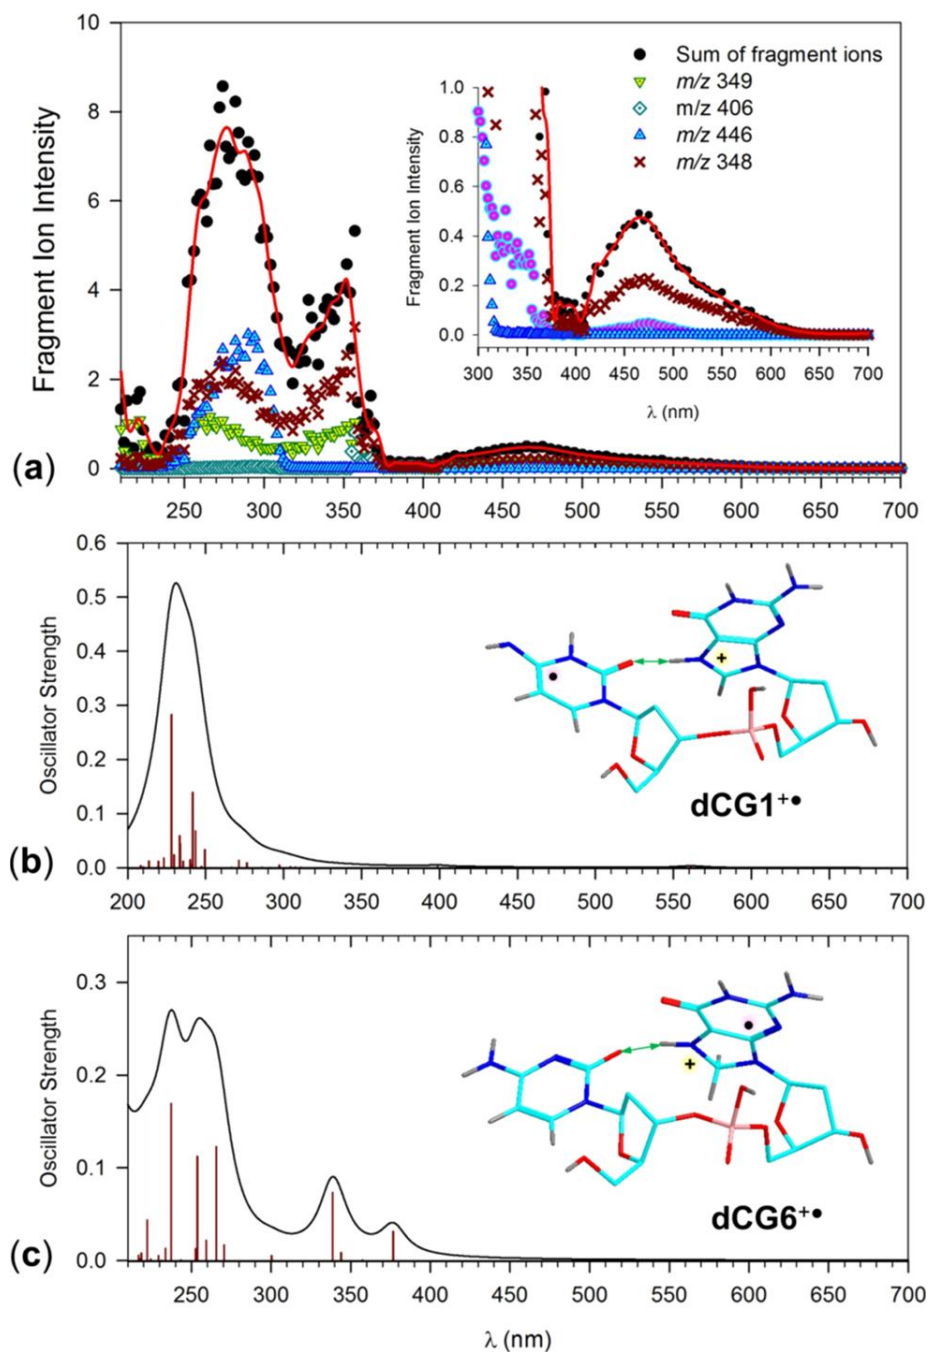 10
8
6
4
2
0
Fragment Ion Intensity
(a)
250 300 350 400 450 500 550 600 650 700
Sum of fragment ions
m/z 349
m/z 406
m/z 446
m/z 348
1.0
0.8
0.6
0.4
0.2
0.0
Fragment Ion Intensity
300 350 400 450 500 550 600 650 700
λ (nm)
0.6
0.5
0.4
0.3
0.2
0.1
0.0
Oscillator Strength
(b)
+
dCG1+●
200 250 300 350 400 450 500 550 600 650 700
0.3
0.2
0.1
0.0
Oscillator Strength
(c)
+
dCG6+●
250 300 350 400 450 500 550 600 650 700
λ (nm)